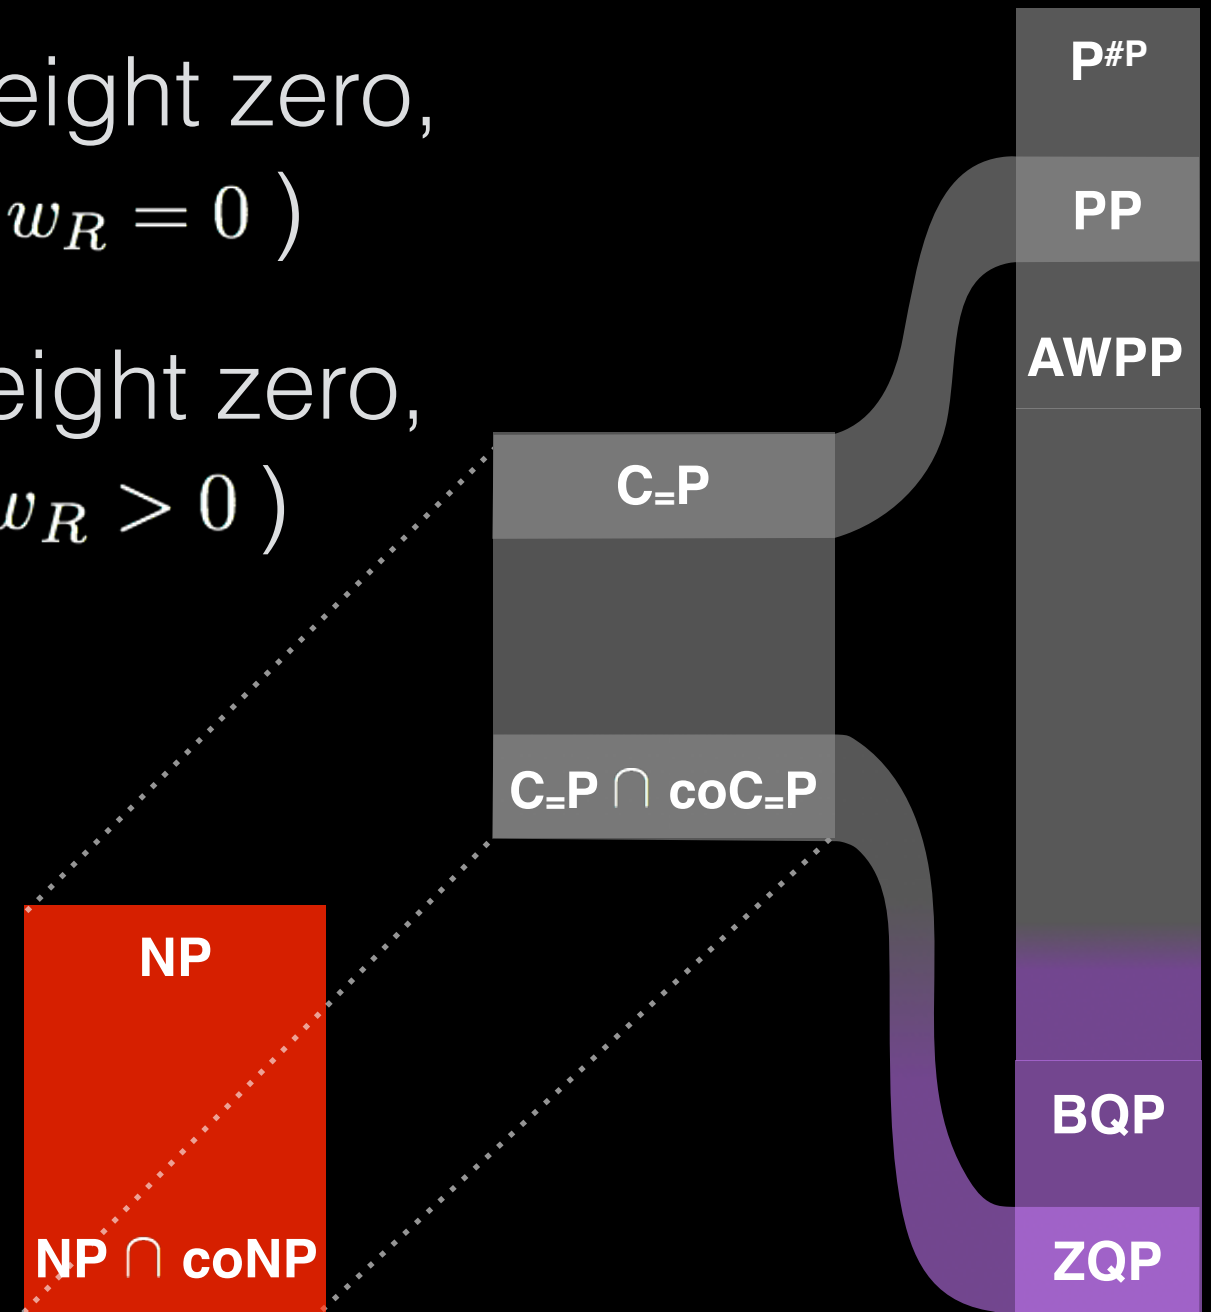 eight zero,
w_R = 0 )
eight zero,
w_R > 0 )
P^#P
PP
AWPP
C₌P
C₌P ∩ coC₌P
NP
NP ∩ coNP
BQP
ZQP